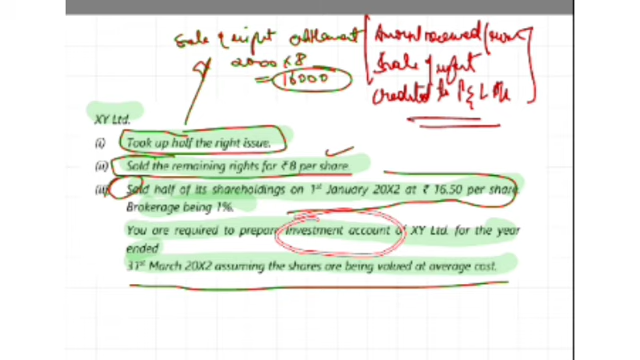 Sale of right entitlement
2000 x 8
= 16000
Amount received from
Sale of right
credited to P & L A/c
XY Ltd.
(i) Took up half the right issue.
(ii) Sold the remaining rights for ₹ 8 per share
(iii) Sold half of its shareholdings on 1st January 20X2 at ₹ 16.50 per share.
Brokerage being 1%.
You are required to prepare investment account of XY Ltd. for the year
ended
31st March 20X2 assuming the shares are being valued at average cost.